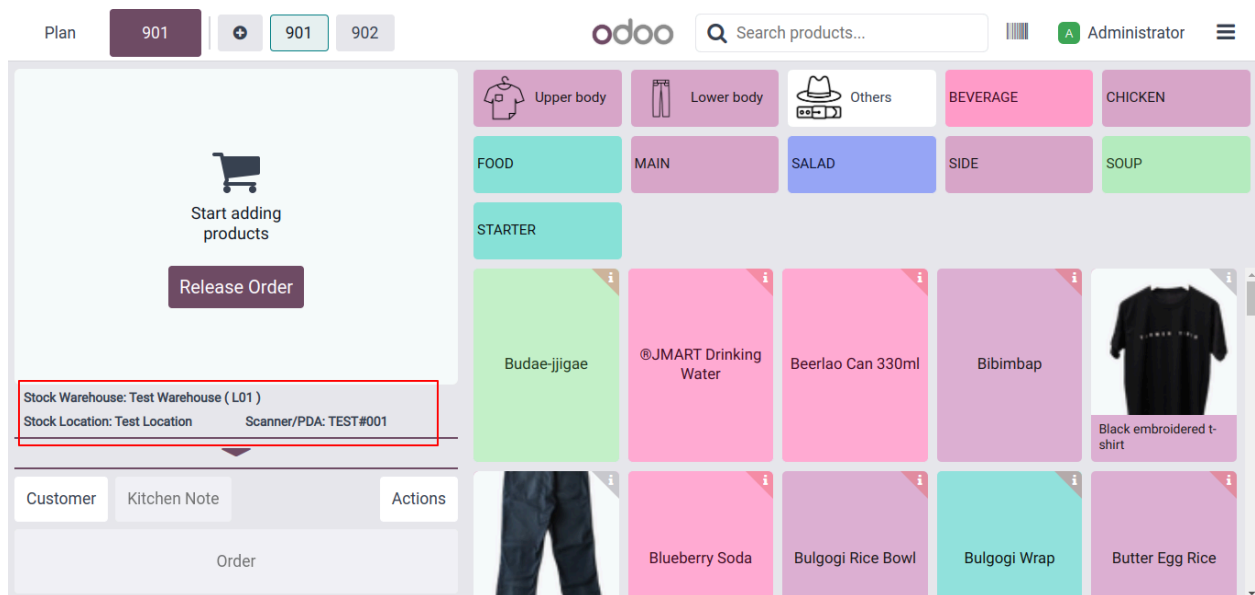 Plan
901
901
902
odoo
Search products...
A
Administrator
Start adding
products
Release Order
Stock Warehouse: Test Warehouse ( L01 )
Stock Location: Test Location
Scanner/PDA: TEST#001
Customer
Kitchen Note
Actions
Order
Upper body
Lower body
Others
BEVERAGE
CHICKEN
FOOD
MAIN
SALAD
SIDE
SOUP
STARTER
Budae-jjigae
®JMART Drinking
Water
Beerlao Can 330ml
Bibimbap
Black embroidered t-
shirt
Blueberry Soda
Bulgogi Rice Bowl
Bulgogi Wrap
Butter Egg Rice